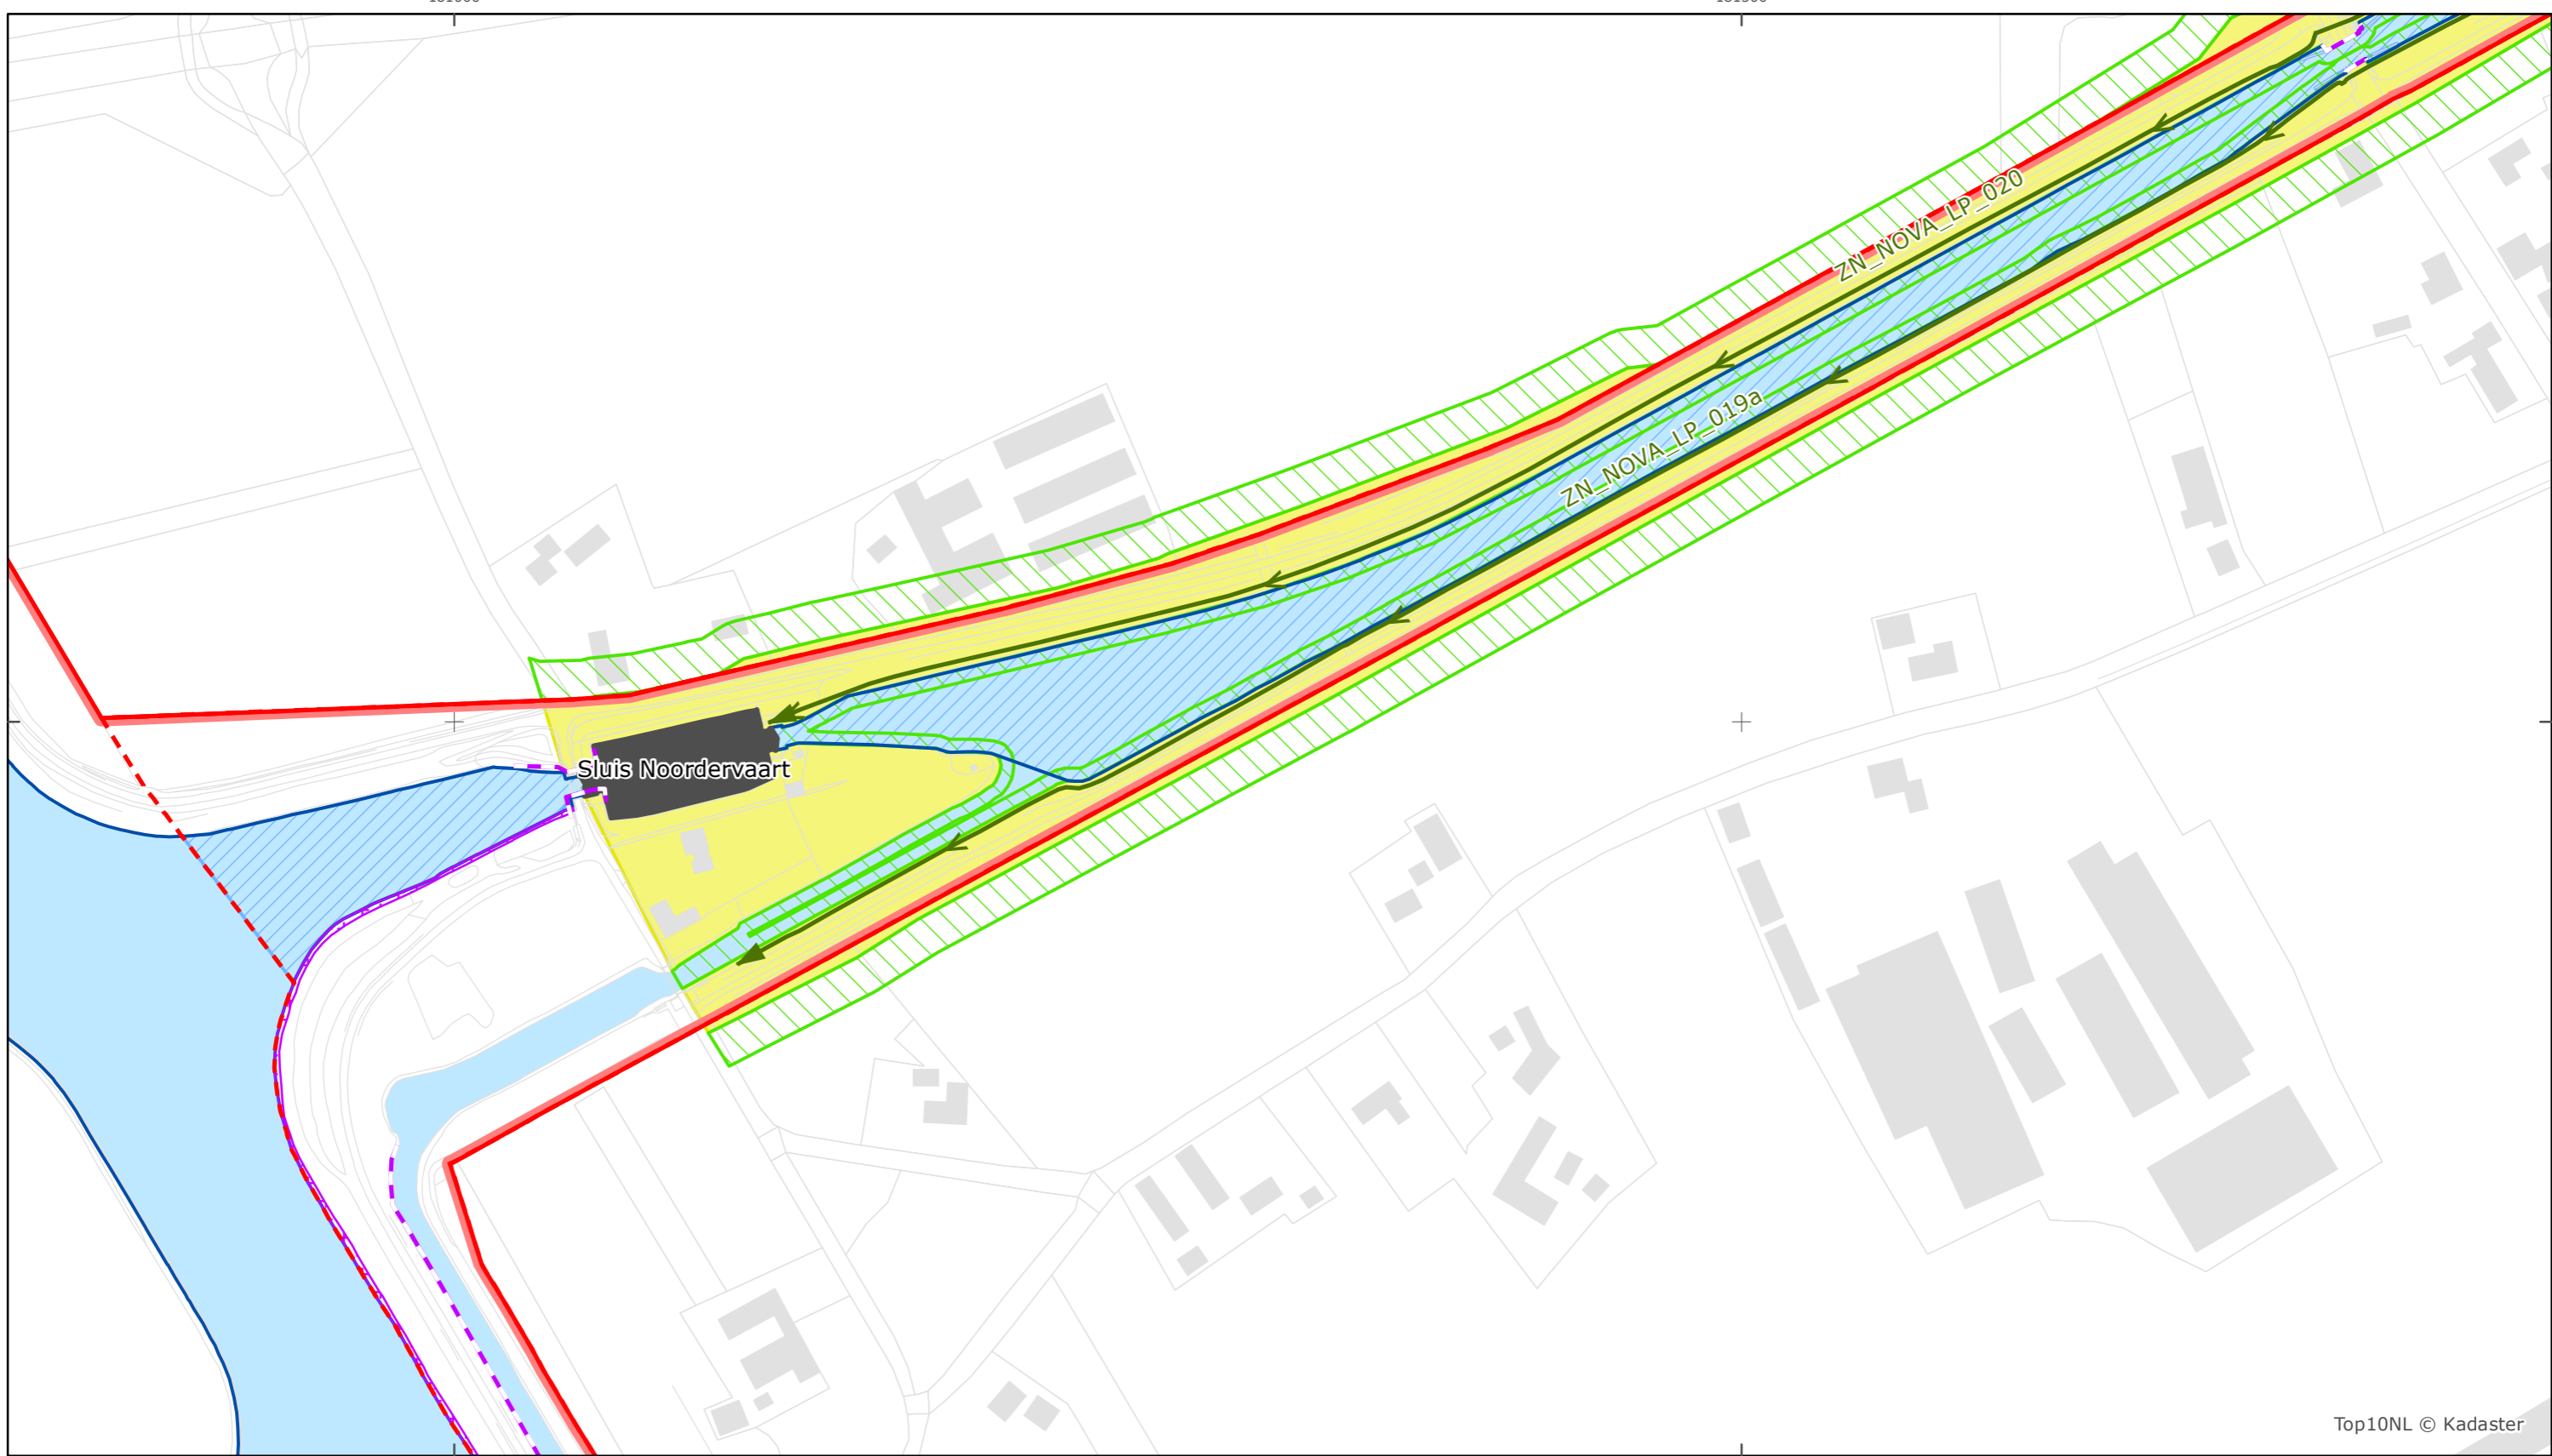 ZN_NOVA_LP_020
ZN_NOVA_LP_019a
Sluis Noordervaart
Top10NL © Kadaster